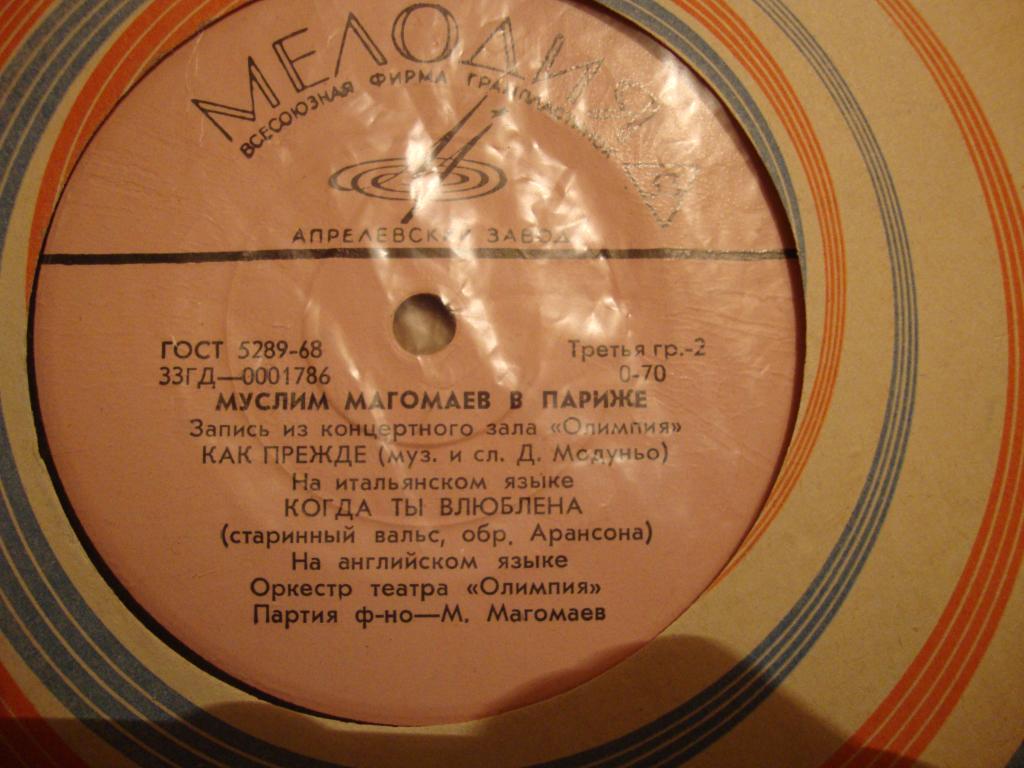 МЕЛОДИЯ
ВСЕСОЮЗНАЯ ФИРМА ГРАМПЛАСТИНОК
АПРЕЛЕВСКИЙ ЗАВОД
ГОСТ 5289-68 Третья гр.-2
33ГД—0001786 0-70
МУСЛИМ МАГОМАЕВ В ПАРИЖЕ
Запись из концертного зала «Олимпия»
КАК ПРЕЖДЕ (муз. и сл. Д. Модуньо)
На итальянском языке
КОГДА ТЫ ВЛЮБЛЕНА
(старинный вальс, обр. Арансона)
На английском языке
Оркестр театра «Олимпия»
Партия ф-но—М. Магомаев